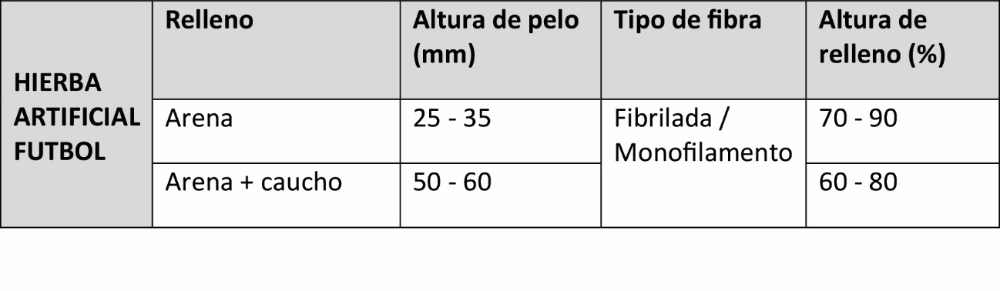 HIERBA
ARTIFICIAL
FUTBOL
Relleno
Altura de pelo
(mm)
Tipo de fibra
Altura de
relleno (%)
Arena
25 - 35
Fibrilada /
Monofilamento
70 - 90
Arena + caucho
50 - 60
60 - 80